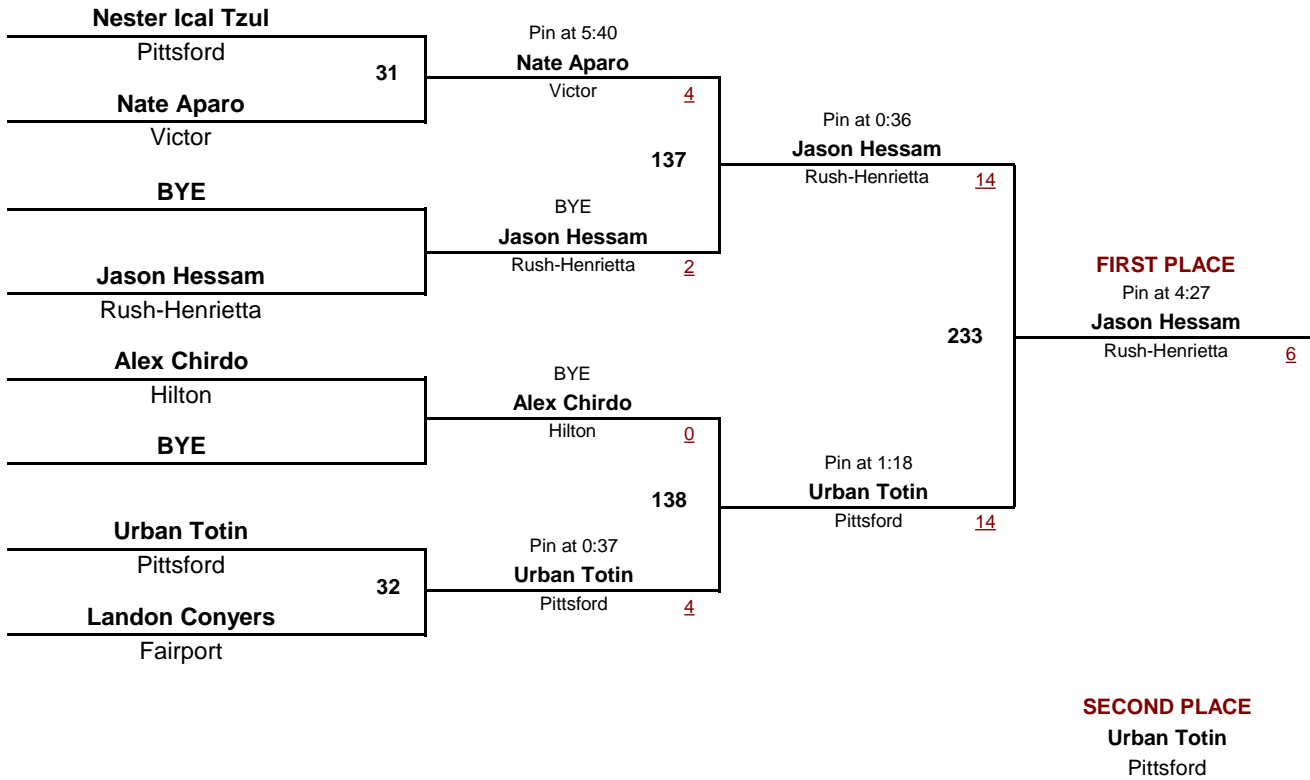 Nester Ical Tzul
Pittsford
31
Nate Aparo
Victor
BYE
Jason Hessam
Rush-Henrietta
Alex Chirdo
Hilton
BYE
Urban Totin
Pittsford
32
Landon Conyers
Fairport
Pin at 5:40
Nate Aparo
Victor 4
137
BYE
Jason Hessam
Rush-Henrietta 2
BYE
Alex Chirdo
Hilton 0
138
Pin at 0:37
Urban Totin
Pittsford 4
Pin at 0:36
Jason Hessam
Rush-Henrietta 14
233
Pin at 1:18
Urban Totin
Pittsford 14
FIRST PLACE
Pin at 4:27
Jason Hessam
Rush-Henrietta 6
SECOND PLACE
Urban Totin
Pittsford